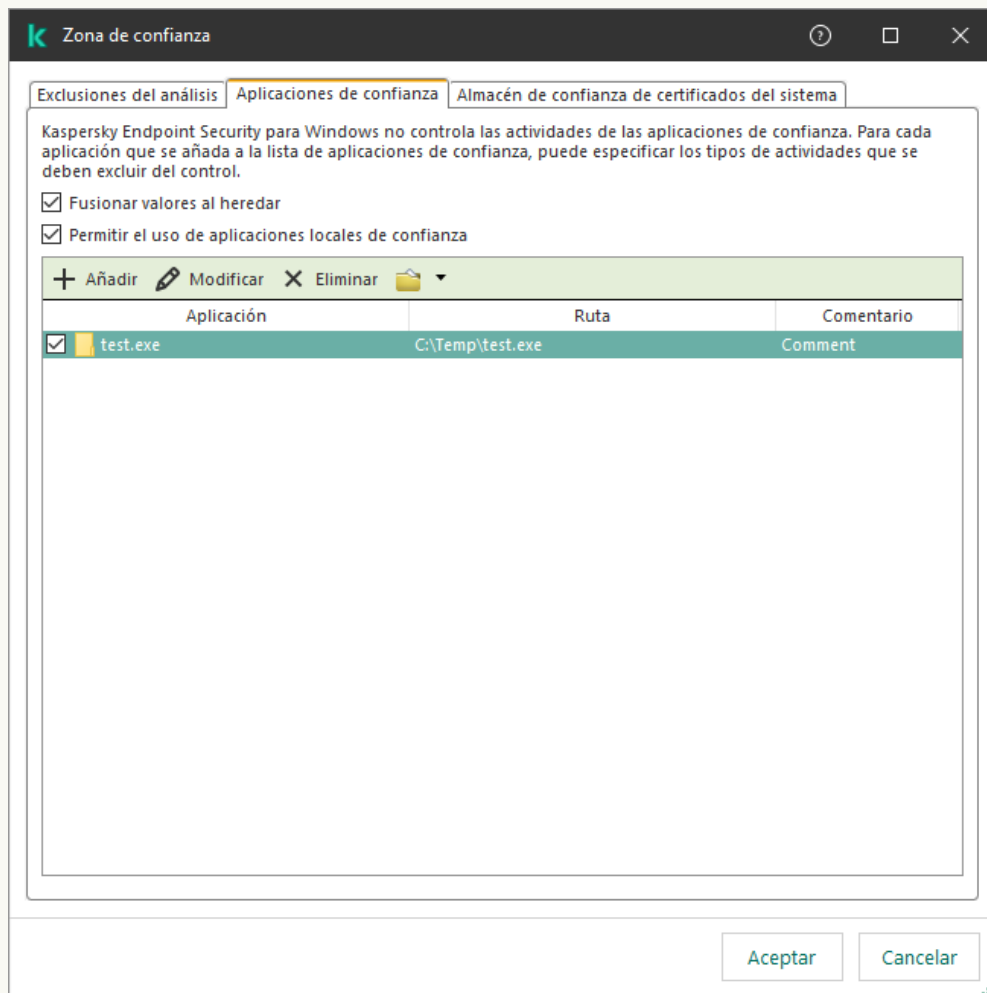 Zona de confianza
Exclusiones del análisis Aplicaciones de confianza Almacén de confianza de certificados del sistema
Kaspersky Endpoint Security para Windows no controla las actividades de las aplicaciones de confianza. Para cada
aplicación que se añada a la lista de aplicaciones de confianza, puede especificar los tipos de actividades que se
deben excluir del control.
Fusionar valores al heredar
Permitir el uso de aplicaciones locales de confianza
Añadir Modificar Eliminar
Aplicación Ruta Comentario
test.exe C:\Temp\test.exe Comment
Aceptar Cancelar